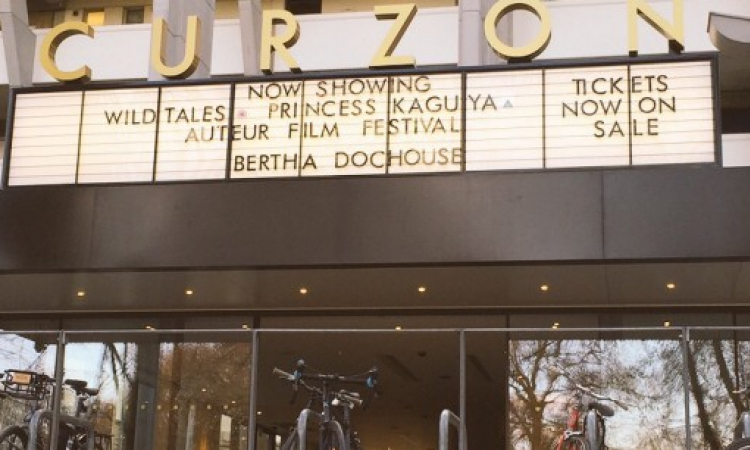 CURZON
NOW SHOWING
WILD TALES PRINCESS KAGUYA
AUTEUR FILM FESTIVAL
BERTHA DOCHOUSE
TICKETS
NOW ON
SALE